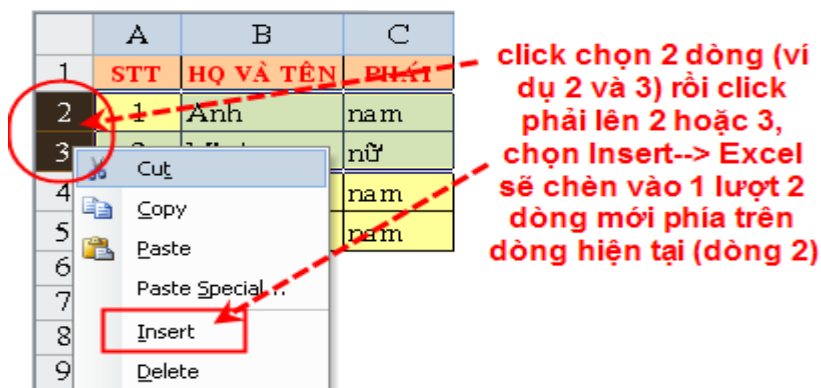 A B C
1 STT HỌ VÀ TÊN PHÁI
2 1 Anh nam
3 nữ
4 nam
5 nam
6
7
8
9
Cut
Copy
Paste
Paste Special...
Insert
Delete
click chọn 2 dòng (ví
dụ 2 và 3) rồi click
phải lên 2 hoặc 3,
chọn Insert--> Excel
sẽ chèn vào 1 lượt 2
dòng mới phía trên
dòng hiện tại (dòng 2)